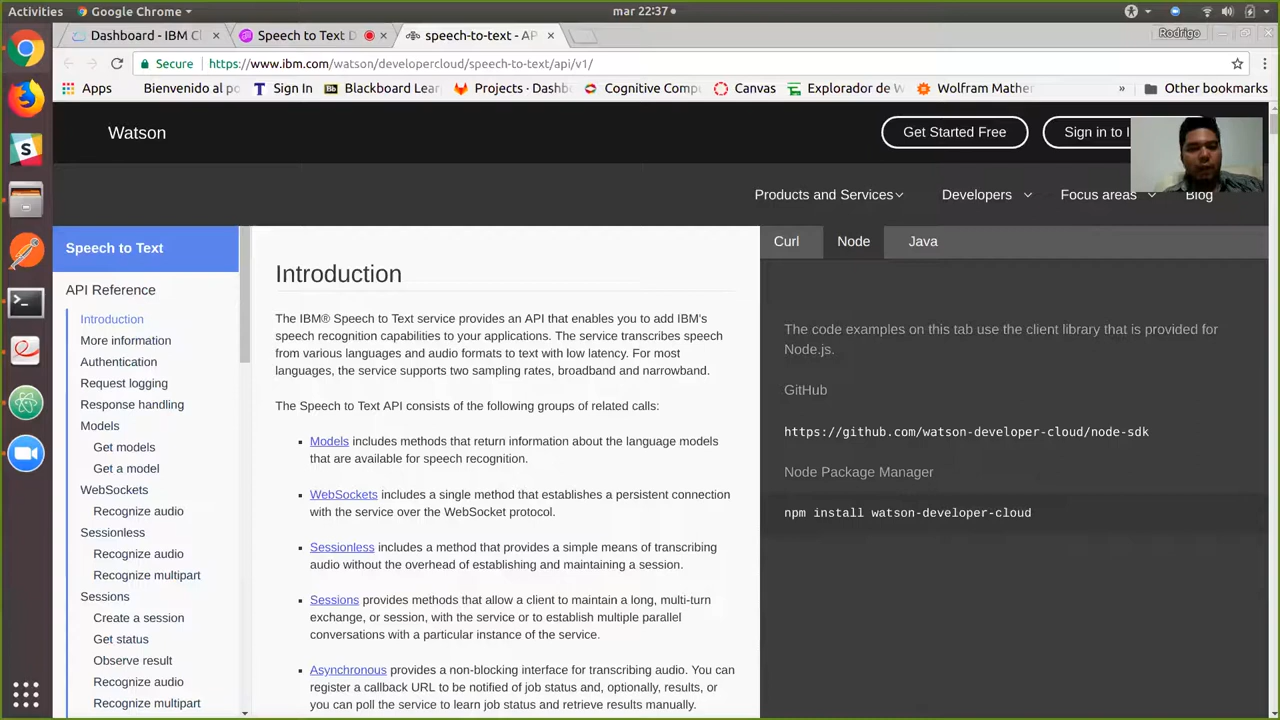 Activities
Google Chrome
mar 22:37
Dashboard - IBM Cl
Speech to Text D
speech-to-text - AP
Rodrigo
Secure
https://www.ibm.com/watson/developercloud/speech-to-text/api/v1/
Apps
Bienvenido al po
Sign In
Blackboard Lear
Projects · Dashb
Cognitive Compu
Canvas
Explorador de W
Wolfram Mather
»
Other bookmarks
Watson
Get Started Free
Sign in to I
Products and Services
Developers
Focus areas
Blog
Speech to Text
API Reference
Introduction
More information
Authentication
Request logging
Response handling
Models
Get models
Get a model
WebSockets
Recognize audio
Sessionless
Recognize audio
Recognize multipart
Sessions
Create a session
Get status
Observe result
Recognize audio
Recognize multipart
Introduction
The IBM® Speech to Text service provides an API that enables you to add IBM's
speech recognition capabilities to your applications. The service transcribes speech
from various languages and audio formats to text with low latency. For most
languages, the service supports two sampling rates, broadband and narrowband.
The Speech to Text API consists of the following groups of related calls:
Models includes methods that return information about the language models
that are available for speech recognition.
WebSockets includes a single method that establishes a persistent connection
with the service over the WebSocket protocol.
Sessionless includes a method that provides a simple means of transcribing
audio without the overhead of establishing and maintaining a session.
Sessions provides methods that allow a client to maintain a long, multi-turn
exchange, or session, with the service or to establish multiple parallel
conversations with a particular instance of the service.
Asynchronous provides a non-blocking interface for transcribing audio. You can
register a callback URL to be notified of job status and, optionally, results, or
you can poll the service to learn job status and retrieve results manually.
Curl
Node
Java
The code examples on this tab use the client library that is provided for
Node.js.
GitHub
https://github.com/watson-developer-cloud/node-sdk
Node Package Manager
npm install watson-developer-cloud